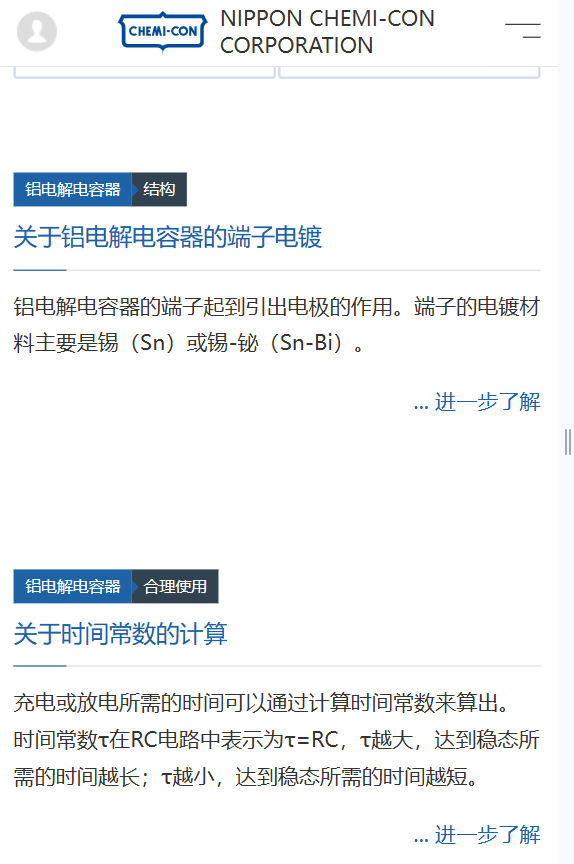 CHEMI-CON
NIPPON CHEMI-CON
CORPORATION
铝电解电容器 结构
关于铝电解电容器的端子电镀
铝电解电容器的端子起到引出电极的作用。端子的电镀材
料主要是锡（Sn）或锡-铋（Sn-Bi）。
... 进一步了解
铝电解电容器 合理使用
关于时间常数的计算
充电或放电所需的时间可以通过计算时间常数来算出。
时间常数τ在RC电路中表示为τ=RC，τ越大，达到稳态所
需的时间越长；τ越小，达到稳态所需的时间越短。
... 进一步了解